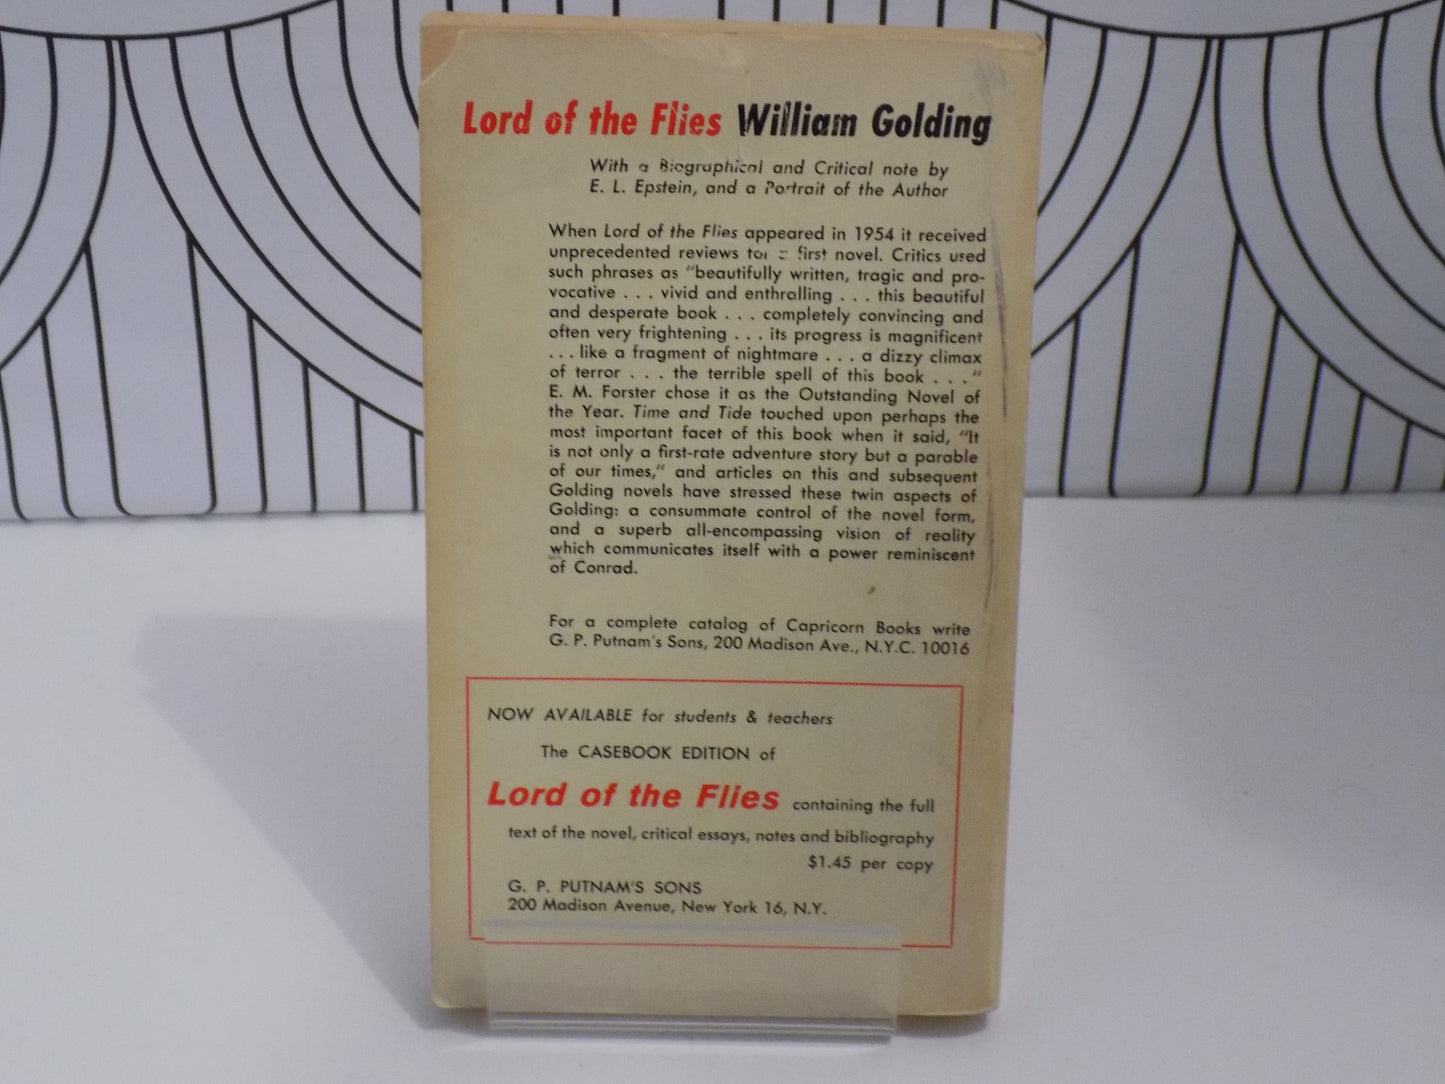 Lord of the Flies William Golding
With a Biographical and Critical note by
E. L. Epstein, and a Portrait of the Author
When Lord of the Flies appeared in 1954 it received
unprecedented reviews for a first novel. Critics used
such phrases as "beautifully written, tragic and pro-
vocative . . . vivid and enthralling . . . this beautiful
and desperate book . . . completely convincing and
often very frightening . . . its progress is magnificent
. . . like a fragment of nightmare . . . a dizzy climax
of terror . . . the terrible spell of this book . . ."
E. M. Forster chose it as the Outstanding Novel of
the Year. Time and Tide touched upon perhaps the
most important facet of this book when it said, "It
is not only a first-rate adventure story but a parable
of our times," and articles on this and subsequent
Golding novels have stressed these twin aspects of
Golding: a consummate control of the novel form,
and a superb all-encompassing vision of reality
which communicates itself with a power reminiscent
of Conrad.
For a complete catalog of Capricorn Books write
G. P. Putnam's Sons, 200 Madison Ave., N.Y.C. 10016
NOW AVAILABLE for students & teachers
The CASEBOOK EDITION of
Lord of the Flies containing the full
text of the novel, critical essays, notes and bibliography
$1.45 per copy
G. P. PUTNAM'S SONS
200 Madison Avenue, New York 16, N.Y.